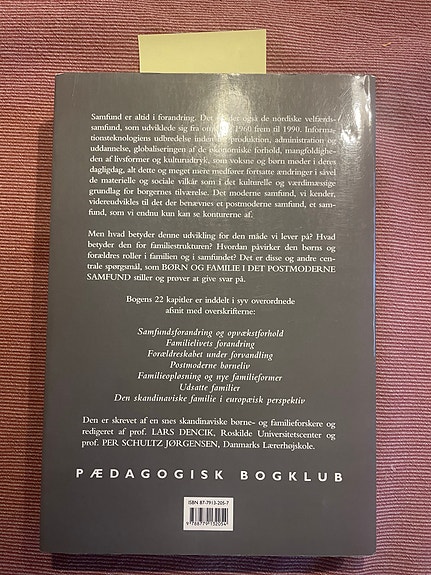 Samfund er altid i forandring. Det gælder også de nordiske velfærds-
samfund, som udviklede sig fra omkring 1960 frem til 1990. Informa-
tionsteknologiens udbredelse inden for produktion, administration og
uddannelse, globaliseringen af de økonomiske forhold, mangfoldighe-
den af livsformer og kulturudtryk, som voksne og børn møder i deres
dagligdag, alt dette og meget mere medfører fortsatte ændringer i såvel
de materielle og sociale vilkår som i det kulturelle og værdimæssige
grundlag for borgernes tilværelse. Det moderne samfund, vi kender,
videreudvikles til det der benævnes et postmoderne samfund, et sam-
fund, som vi endnu kun kan se konturerne af.
Men hvad betyder denne udvikling for den måde vi lever på? Hvad
betyder den for familiestrukturen? Hvordan påvirker den børns og
forældres roller i familien og i samfundet? Det er disse og andre cen-
trale spørgsmål, som BØRN OG FAMILIE I DET POSTMODERNE
SAMFUND stiller og prøver at give svar på.
Bogens 22 kapitler er inddelt i syv overordnede
afsnit med overskrifterne:
Samfundsforandring og opvækstforhold
Familielivets forandring
Forældreskabet under forvandling
Postmoderne børneliv
Familieopløsning og nye familieformer
Udsatte familier
Den skandinaviske familie i europæisk perspektiv
Den er skrevet af en snes skandinaviske børne- og familieforskere og
redigeret af prof. LARS DENCIK, Roskilde Universitetscenter og
prof. PER SCHULTZ JØRGENSEN, Danmarks Lærerhøjskole.
PÆDAGOGISK BOGKLUB
ISBN 87-7913-205-7
9 788779 132054